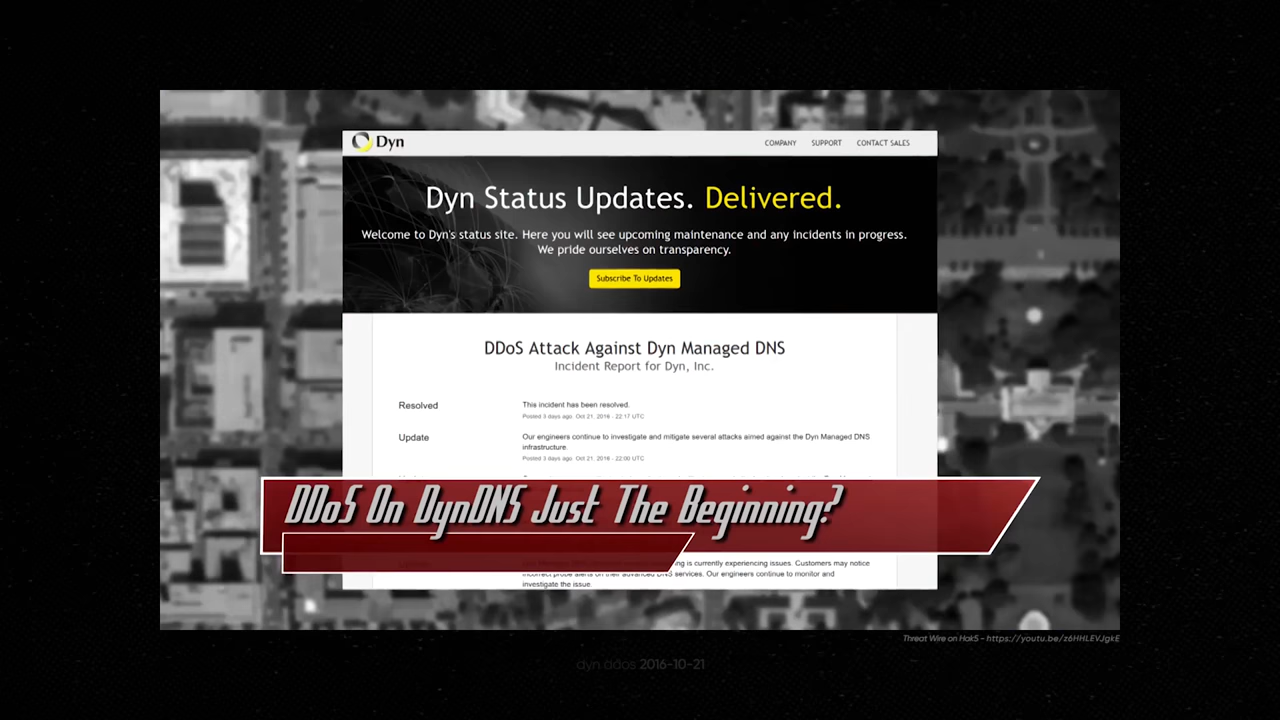 Dyn
COMPANY SUPPORT CONTACT SALES
Dyn Status Updates. Delivered.
Welcome to Dyn's status site. Here you will see upcoming maintenance and any incidents in progress.
We pride ourselves on transparency.
Subscribe To Updates
DDoS Attack Against Dyn Managed DNS
Incident Report for Dyn, Inc.
Resolved
This incident has been resolved.
Posted 3 days ago. Oct 21, 2016 - 22:17 UTC
Update
Our engineers continue to investigate and mitigate several attacks aimed against the Dyn Managed DNS
infrastructure.
Posted 3 days ago. Oct 21, 2016 - 22:00 UTC
DDoS On DynDNS Just The Beginning?
is currently experiencing issues. Customers may notice
incorrect probe alerts on their advanced DNS services. Our engineers continue to monitor and
investigate the issue.
Threat Wire on Hak5 - https://youtu.be/z6HHLEVJgkE
dyn ddos 2016-10-21